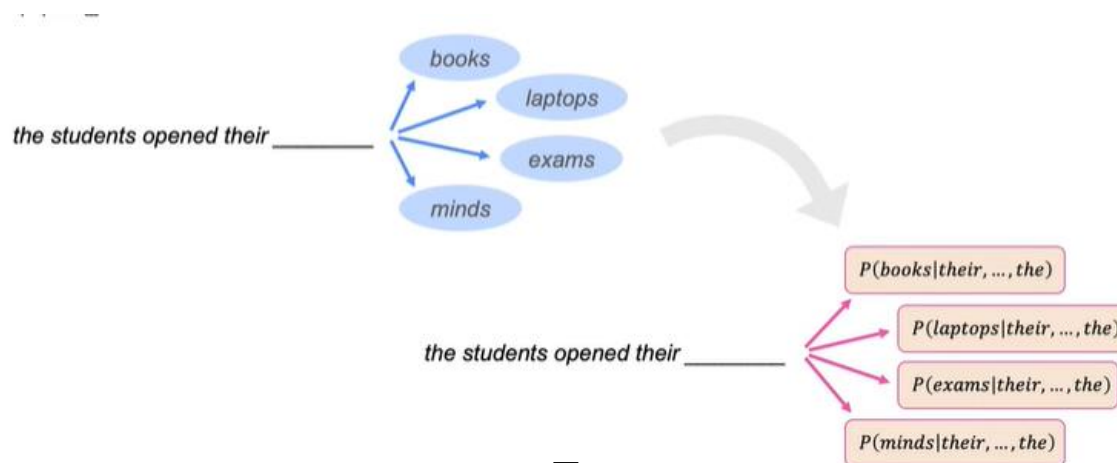 books
laptops
the students opened their ________
exams
minds
P(books|their, ..., the)
P(laptops|their, ..., the)
the students opened their ________
P(exams|their, ..., the)
P(minds|their, ..., the)